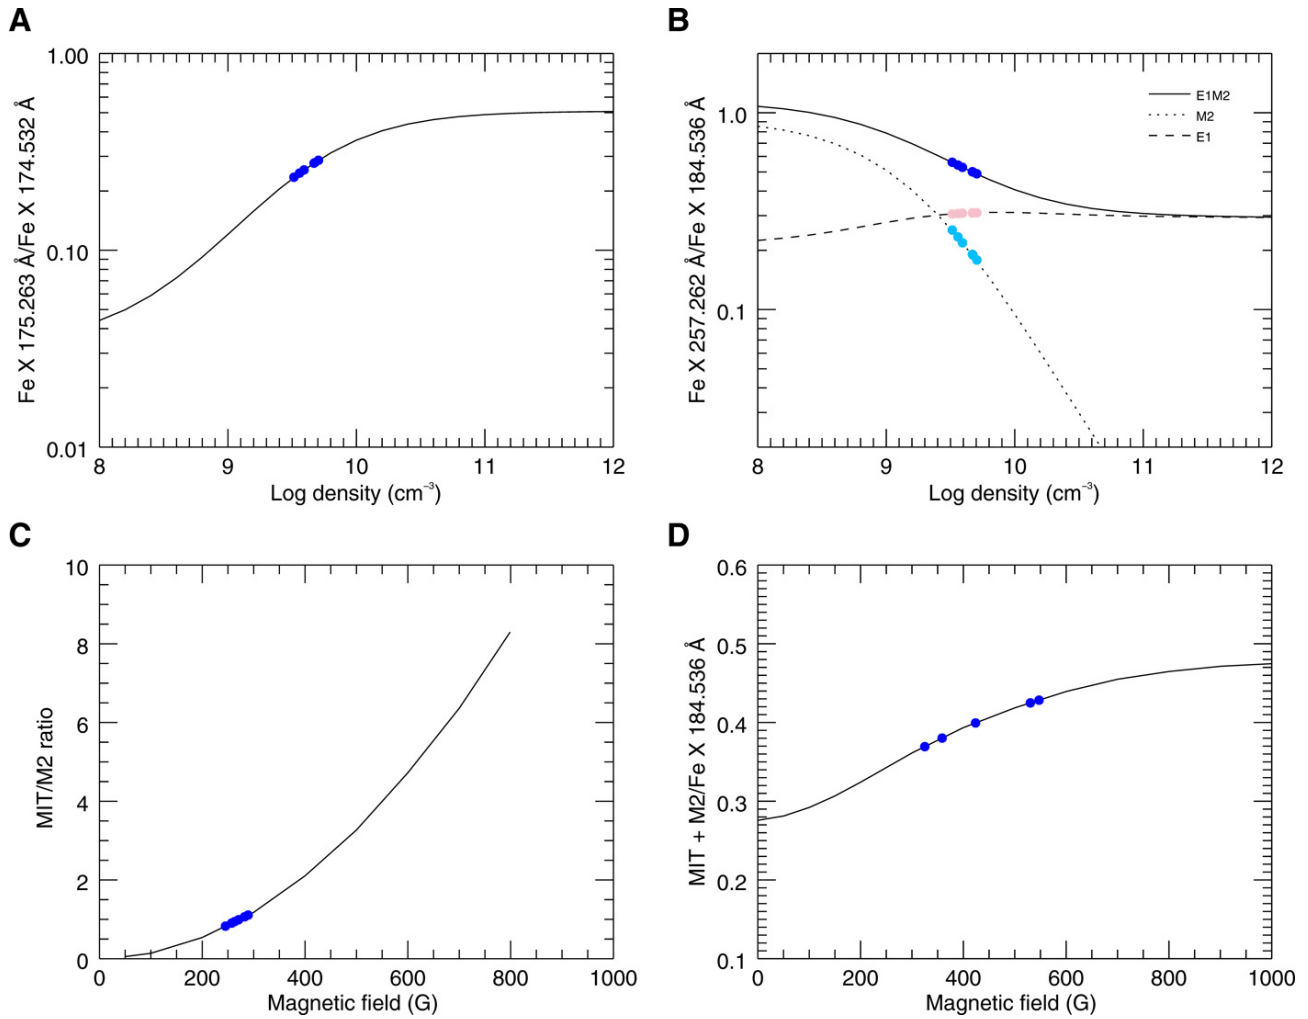 A
1.00
0.10
0.01
Fe X 175.263 Å/Fe X 174.532 Å
8 9 10 11 12
Log density (cm⁻³)
B
1.0
0.1
Fe X 257.262 Å/Fe X 184.536 Å
E1M2
M2
E1
8 9 10 11 12
Log density (cm⁻³)
C
10
8
6
4
2
0
MIT/M2 ratio
0 200 400 600 800 1000
Magnetic field (G)
D
0.6
0.5
0.4
0.3
0.2
0.1
MIT + M2/Fe X 184.536 Å
0 200 400 600 800 1000
Magnetic field (G)